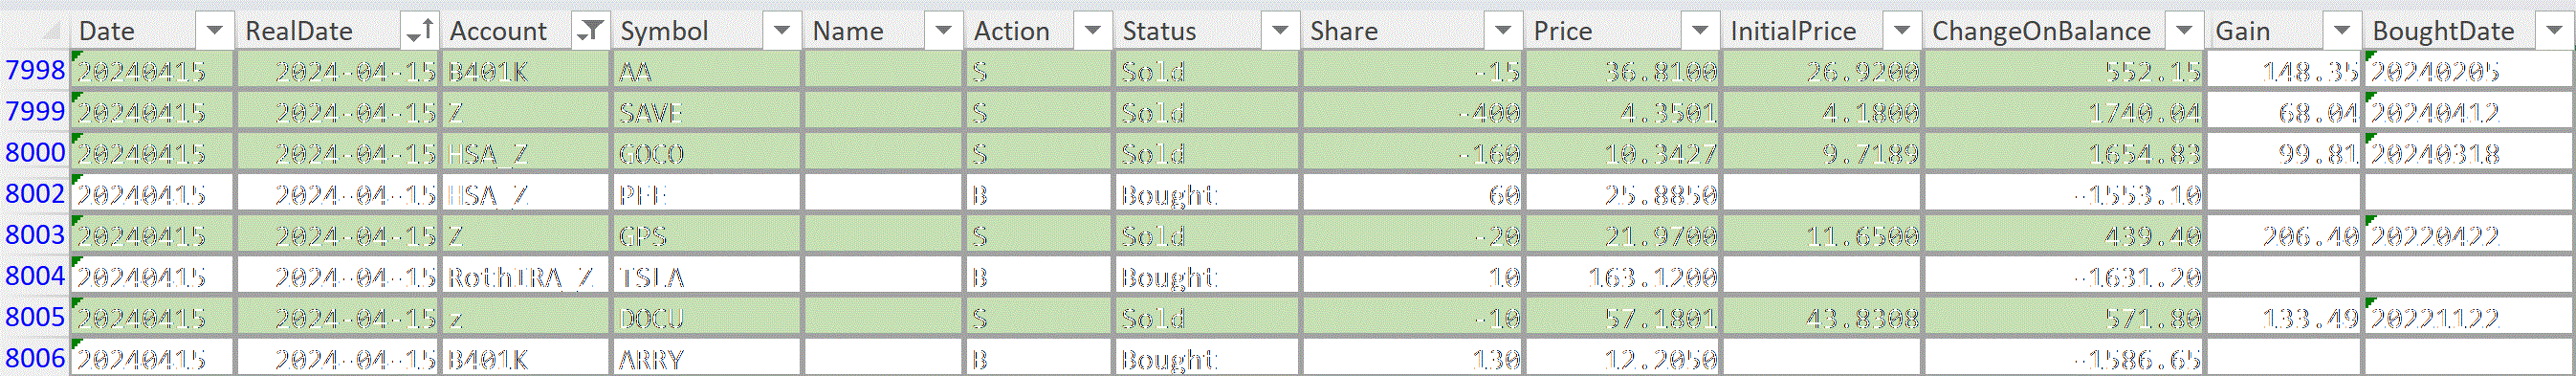 Date RealDate Account Symbol Name Action Status Share Price InitialPrice ChangeOnBalance Gain BoughtDate
7998 20240415 2024-04-15 B401K AA S Sold -15 36.8100 26.9200 552.15 148.35 20240205
7999 20240415 2024-04-15 Z SAVE S Sold -400 4.3501 4.1800 1740.04 68.04 20240412
8000 20240415 2024-04-15 HSA_Z GOCO S Sold -160 10.3427 9.7189 1654.83 99.81 20240318
8002 20240415 2024-04-15 HSA_Z PFE B Bought 60 25.8850 -1553.10
8003 20240415 2024-04-15 Z GPS S Sold -20 21.9700 11.6500 439.40 206.40 20220422
8004 20240415 2024-04-15 RothIRA_Z TSLA B Bought 10 163.1200 -1631.20
8005 20240415 2024-04-15 z DOCU S Sold -10 57.1801 43.8308 571.80 133.49 20221122
8006 20240415 2024-04-15 B401K ARRY B Bought 130 12.2050 -1586.65